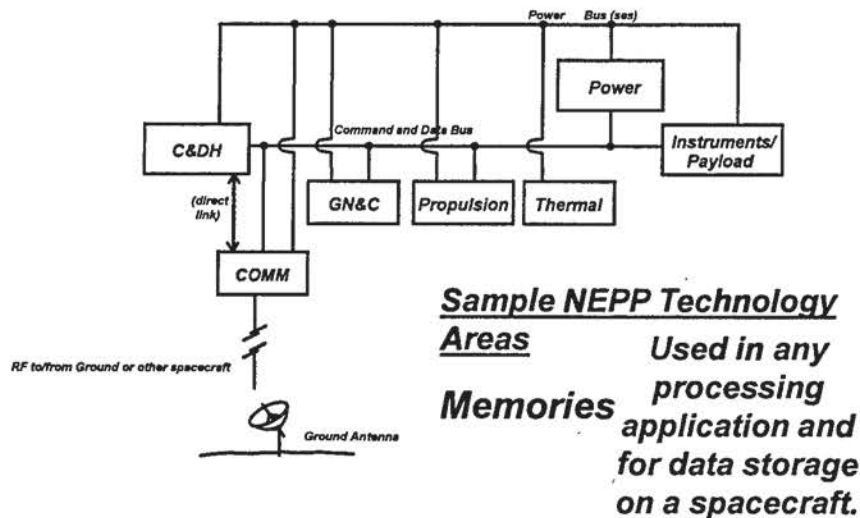 Power Bus (ses)
Power
Command and Data Bus
C&DH
Instruments/
Payload
(direct
link)
GN&C
Propulsion
Thermal
COMM
RF to/from Ground or other spacecraft
Ground Antenna
Sample NEPP Technology
Areas
Memories
Used in any
processing
application and
for data storage
on a spacecraft.